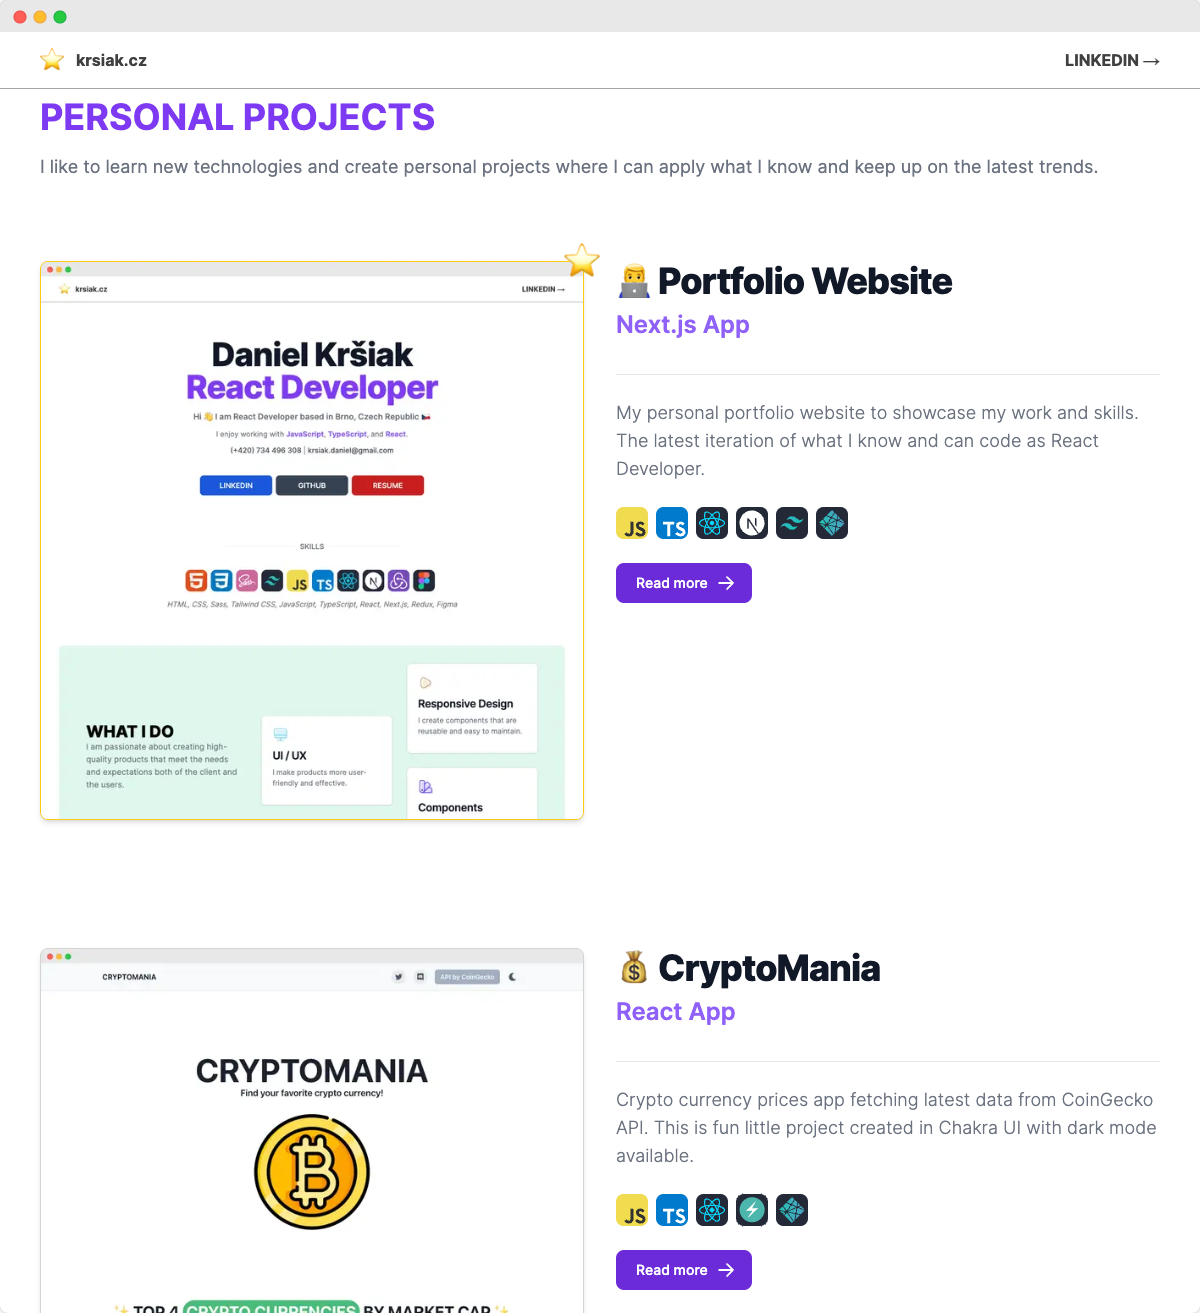 krsiak.cz
LINKEDIN →
PERSONAL PROJECTS
I like to learn new technologies and create personal projects where I can apply what I know and keep up on the latest trends.
krsiak.cz
LINKEDIN →
Daniel Kršiak
React Developer
Hi 👋 I am React Developer based in Brno, Czech Republic 🇨🇿
I enjoy working with JavaScript, TypeScript, and React.
(+420) 734 496 308 | krsiak.daniel@gmail.com
LINKEDIN
GITHUB
RESUME
SKILLS
JS
TS
N
HTML, CSS, Sass, Tailwind CSS, JavaScript, TypeScript, React, Next.js, Redux, Figma
WHAT I DO
I am passionate about creating high-
quality products that meet the needs
and expectations both of the client and
the users.
UI / UX
I make products more user-
friendly and effective.
Responsive Design
I create components that are
reusable and easy to maintain.
Components
Portfolio Website
Next.js App
My personal portfolio website to showcase my work and skills.
The latest iteration of what I know and can code as React
Developer.
JS
TS
N
Read more →
CRYPTOMANIA
API by CoinGecko
CRYPTOMANIA
Find your favorite crypto currency!
TOP 4 CRYPTO CURRENCIES BY MARKET CAP
CryptoMania
React App
Crypto currency prices app fetching latest data from CoinGecko
API. This is fun little project created in Chakra UI with dark mode
available.
JS
TS
Read more →